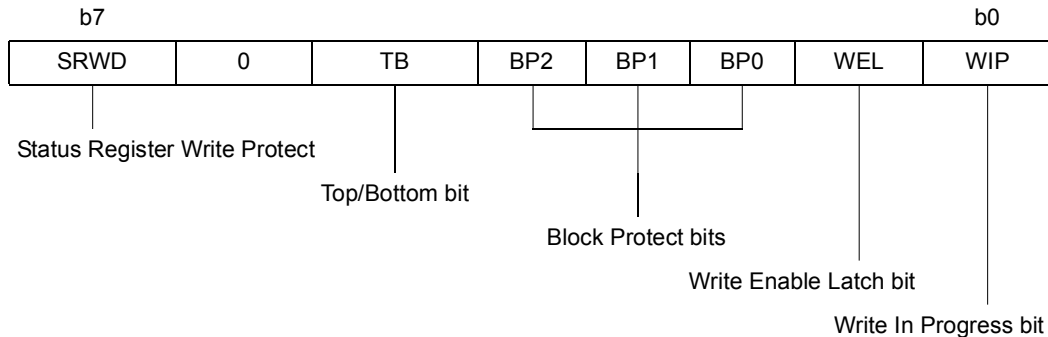 b7 b0
SRWD 0 TB BP2 BP1 BP0 WEL WIP
Status Register Write Protect
Top/Bottom bit
Block Protect bits
Write Enable Latch bit
Write In Progress bit